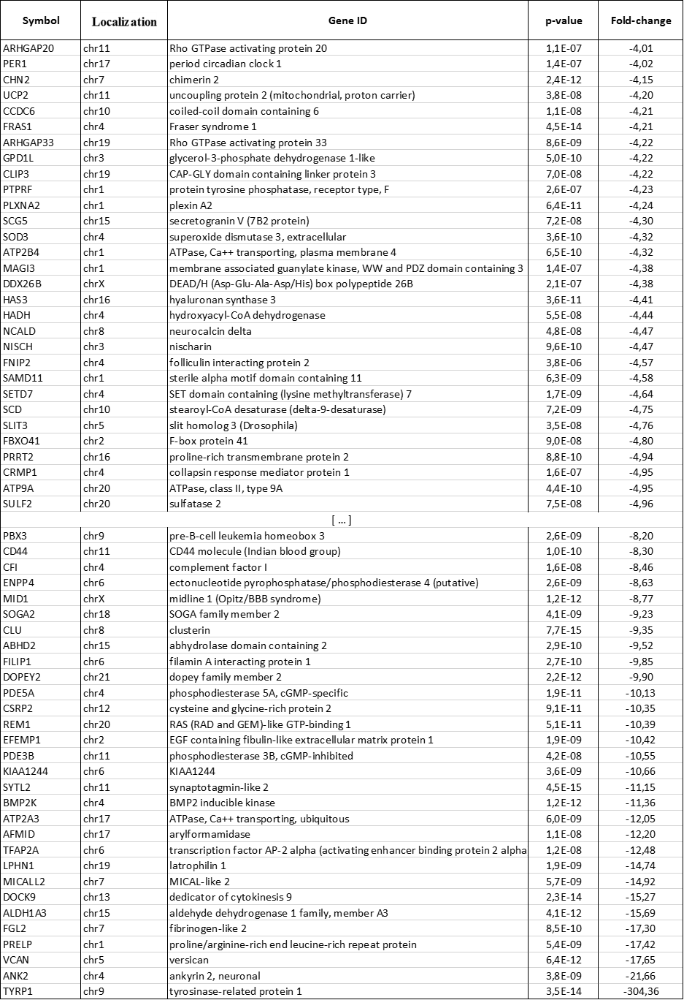 Symbol Localization Gene ID p-value Fold-change
ARHGAP20 chr11 Rho GTPase activating protein 20 1,1E-07 -4,01
PER1 chr17 period circadian clock 1 1,4E-07 -4,02
CHN2 chr7 chimerin 2 2,4E-12 -4,15
UCP2 chr11 uncoupling protein 2 (mitochondrial, proton carrier) 3,8E-08 -4,20
CCDC6 chr10 coiled-coil domain containing 6 1,1E-08 -4,21
FRAS1 chr4 Fraser syndrome 1 4,5E-14 -4,21
ARHGAP33 chr19 Rho GTPase activating protein 33 8,6E-09 -4,22
GPD1L chr3 glycerol-3-phosphate dehydrogenase 1-like 5,0E-10 -4,22
CLIP3 chr19 CAP-GLY domain containing linker protein 3 7,0E-08 -4,22
PTPRF chr1 protein tyrosine phosphatase, receptor type, F 2,6E-07 -4,23
PLXNA2 chr1 plexin A2 6,4E-11 -4,24
SCG5 chr15 secretogranin V (7B2 protein) 7,2E-08 -4,30
SOD3 chr4 superoxide dismutase 3, extracellular 3,6E-10 -4,32
ATP2B4 chr1 ATPase, Ca++ transporting, plasma membrane 4 6,5E-10 -4,32
MAGI3 chr1 membrane associated guanylate kinase, WW and PDZ domain containing 3 1,4E-07 -4,38
DDX26B chrX DEAD/H (Asp-Glu-Ala-Asp/His) box polypeptide 26B 2,1E-07 -4,38
HAS3 chr16 hyaluronan synthase 3 3,6E-11 -4,41
HADH chr4 hydroxyacyl-CoA dehydrogenase 5,5E-08 -4,44
NCALD chr8 neurocalcin delta 4,8E-08 -4,47
NISCH chr3 nischarin 9,6E-10 -4,47
FNIP2 chr4 folliculin interacting protein 2 3,8E-06 -4,57
SAMD11 chr1 sterile alpha motif domain containing 11 6,3E-09 -4,58
SETD7 chr4 SET domain containing (lysine methyltransferase) 7 1,7E-09 -4,64
SCD chr10 stearoyl-CoA desaturase (delta-9-desaturase) 7,2E-09 -4,75
SLIT3 chr5 slit homolog 3 (Drosophila) 3,5E-08 -4,76
FBXO41 chr2 F-box protein 41 9,0E-08 -4,80
PRRT2 chr16 proline-rich transmembrane protein 2 8,8E-10 -4,94
CRMP1 chr4 collapsin response mediator protein 1 1,6E-07 -4,95
ATP9A chr20 ATPase, class II, type 9A 4,4E-10 -4,95
SULF2 chr20 sulfatase 2 7,5E-08 -4,96
[ ... ]
PBX3 chr9 pre-B-cell leukemia homeobox 3 2,6E-09 -8,20
CD44 chr11 CD44 molecule (Indian blood group) 1,0E-10 -8,30
CFI chr4 complement factor I 1,6E-08 -8,46
ENPP4 chr6 ectonucleotide pyrophosphatase/phosphodiesterase 4 (putative) 2,6E-09 -8,63
MID1 chrX midline 1 (Opitz/BBB syndrome) 1,2E-12 -8,77
SOGA2 chr18 SOGA family member 2 4,1E-09 -9,23
CLU chr8 clusterin 7,7E-15 -9,35
ABHD2 chr15 abhydrolase domain containing 2 2,9E-10 -9,52
FILIP1 chr6 filamin A interacting protein 1 2,7E-10 -9,85
DOPEY2 chr21 dopey family member 2 2,2E-12 -9,90
PDE5A chr4 phosphodiesterase 5A, cGMP-specific 1,9E-11 -10,13
CSRP2 chr12 cysteine and glycine-rich protein 2 9,1E-11 -10,35
REM1 chr20 RAS (RAD and GEM)-like GTP-binding 1 5,1E-11 -10,39
EFEMP1 chr2 EGF containing fibulin-like extracellular matrix protein 1 1,9E-09 -10,42
PDE3B chr11 phosphodiesterase 3B, cGMP-inhibited 4,2E-08 -10,55
KIAA1244 chr6 KIAA1244 3,6E-09 -10,66
SYTL2 chr11 synaptotagmin-like 2 4,5E-15 -11,15
BMP2K chr4 BMP2 inducible kinase 1,2E-12 -11,36
ATP2A3 chr17 ATPase, Ca++ transporting, ubiquitous 6,0E-09 -12,05
AFMID chr17 arylformamidase 1,1E-08 -12,20
TFAP2A chr6 transcription factor AP-2 alpha (activating enhancer binding protein 2 alpha 1,2E-08 -12,48
LPHN1 chr19 latrophilin 1 1,9E-09 -14,74
MICALL2 chr7 MICAL-like 2 5,7E-09 -14,92
DOCK9 chr13 dedicator of cytokinesis 9 2,3E-14 -15,27
ALDH1A3 chr15 aldehyde dehydrogenase 1 family, member A3 4,1E-12 -15,69
FGL2 chr7 fibrinogen-like 2 8,5E-10 -17,30
PRELP chr1 proline/arginine-rich end leucine-rich repeat protein 5,4E-09 -17,42
VCAN chr5 versican 6,4E-12 -17,65
ANK2 chr4 ankyrin 2, neuronal 3,8E-09 -21,66
TYRP1 chr9 tyrosinase-related protein 1 3,5E-14 -304,36